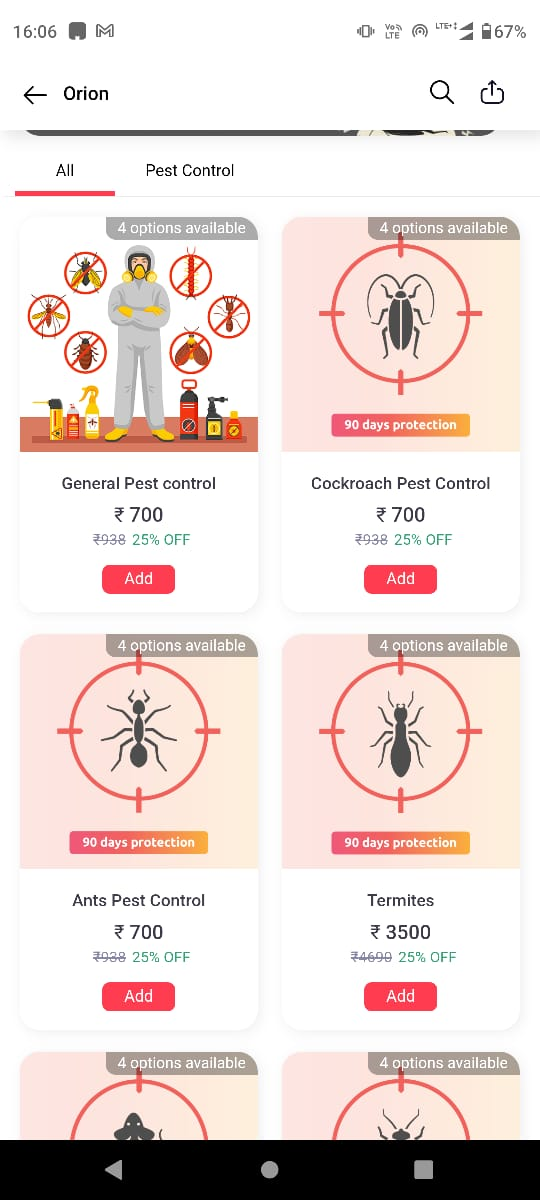 16:06
Vo LTE
LTE+
67%
Orion
All
Pest Control
4 options available
4 options available
90 days protection
General Pest control
Cockroach Pest Control
₹ 700
₹ 700
₹938 25% OFF
₹938 25% OFF
Add
Add
4 options available
4 options available
90 days protection
90 days protection
Ants Pest Control
Termites
₹ 700
₹ 3500
₹938 25% OFF
₹4690 25% OFF
Add
Add
4 options available
4 options available